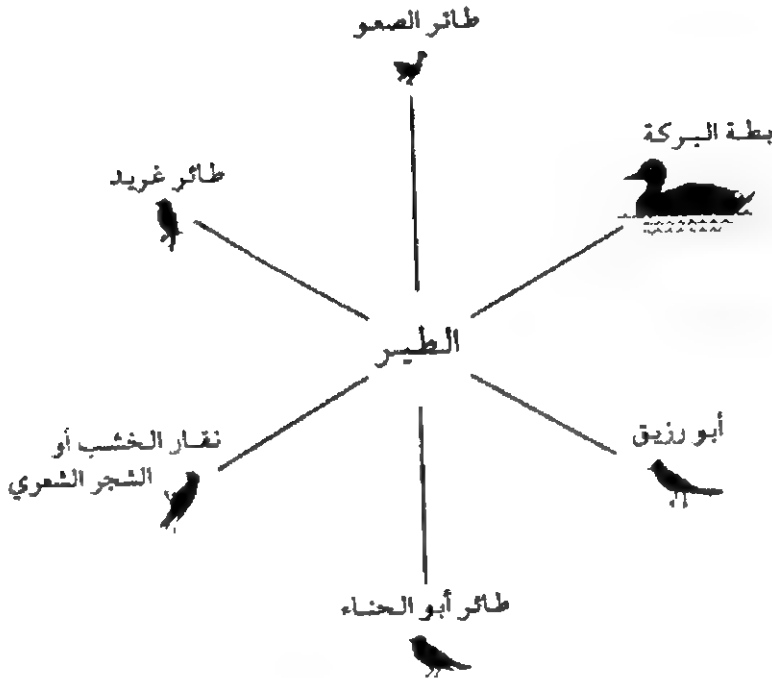 طائر الصعو
بطة البركة
طائر غريد
الطير
أبو رزيق
نقار الخشب أو
الشجر الشعري
طائر أبو الحناء